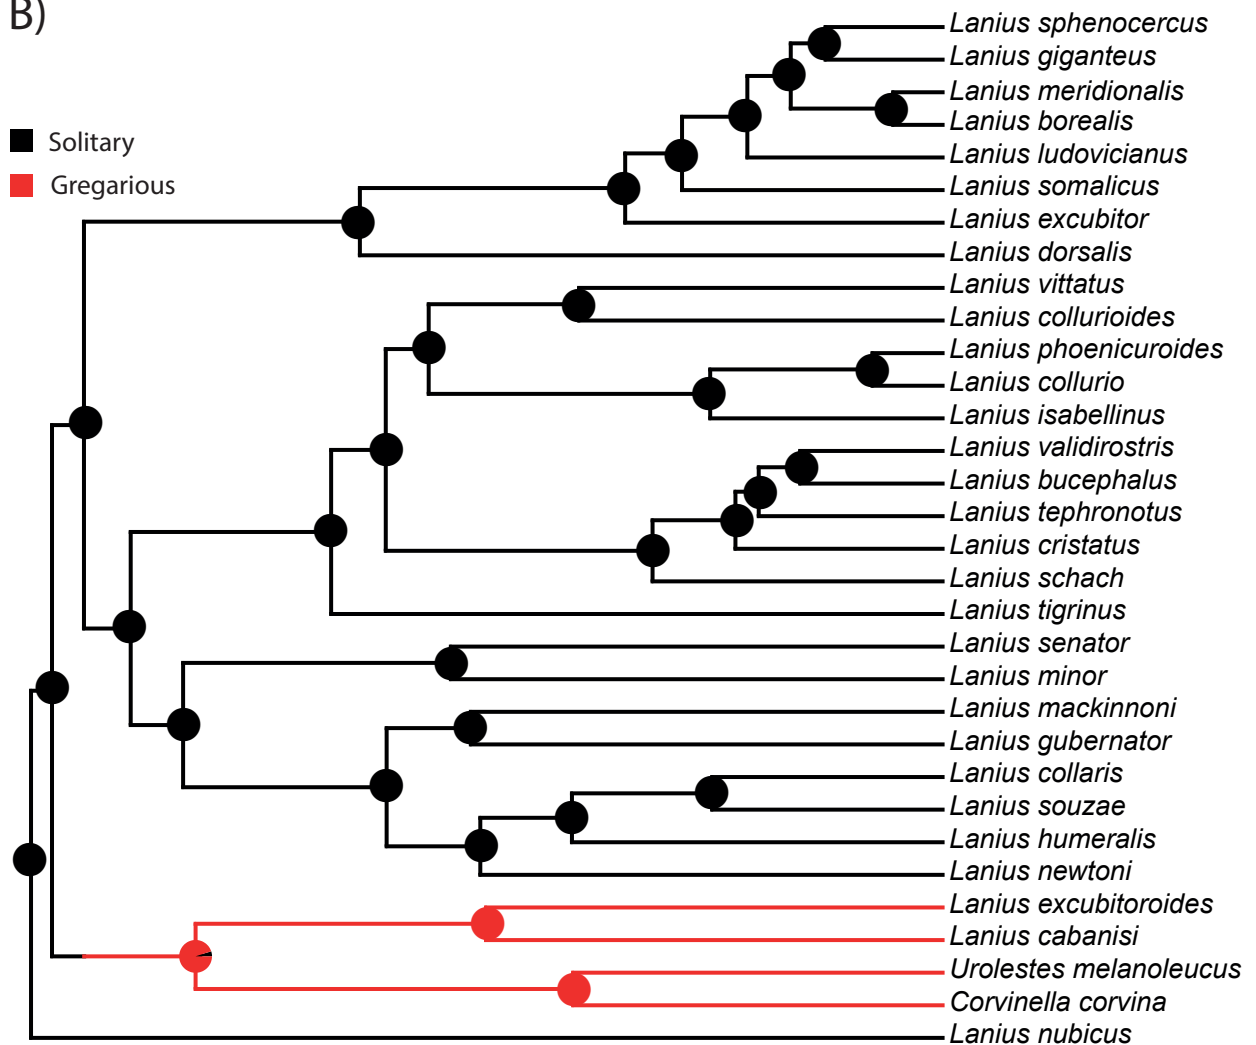 B)
Solitary
Gregarious
Lanius sphenocercus
Lanius giganteus
Lanius meridionalis
Lanius borealis
Lanius ludovicianus
Lanius somalicus
Lanius excubitor
Lanius dorsalis
Lanius vittatus
Lanius collurioides
Lanius phoenicuroides
Lanius collurio
Lanius isabellinus
Lanius validirostris
Lanius bucephalus
Lanius tephronotus
Lanius cristatus
Lanius schach
Lanius tigrinus
Lanius senator
Lanius minor
Lanius mackinnoni
Lanius gubernator
Lanius collaris
Lanius souzae
Lanius humeralis
Lanius newtoni
Lanius excubitoroides
Lanius cabanisi
Urolestes melanoleucus
Corvinella corvina
Lanius nubicus